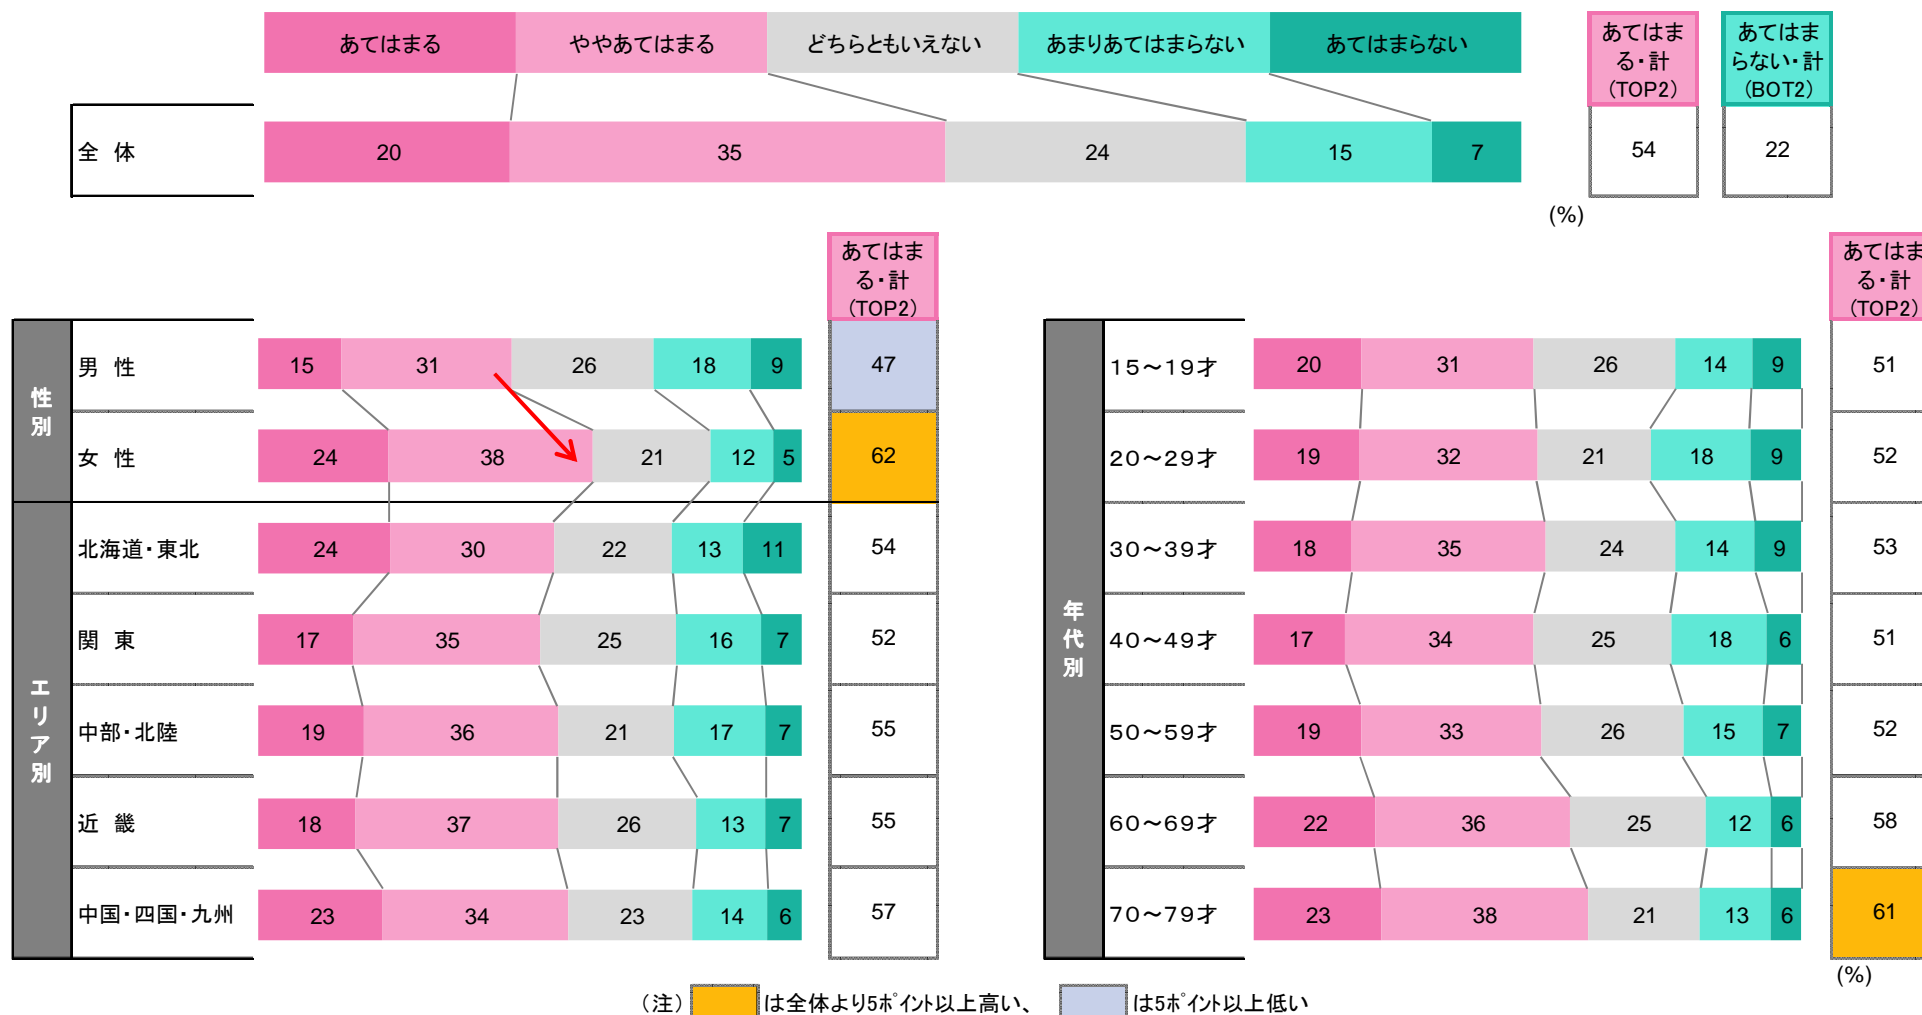 あてはまる ややあてはまる どちらともいえない あまりあてはまらない あてはまらない
あてはま
る・計
(TOP2)
あてはま
らない・計
(BOT2)
全 体 20 35 24 15 7 54 22
(%)
あてはま
る・計
(TOP2)
性別
男 性 15 31 26 18 9 47
女 性 24 38 21 12 5 62
エリア別
北海道・東北 24 30 22 13 11 54
関 東 17 35 25 16 7 52
中部・北陸 19 36 21 17 7 55
近 畿 18 37 26 13 7 55
中国・四国・九州 23 34 23 14 6 57
あてはま
る・計
(TOP2)
年代別
15～19才 20 31 26 14 9 51
20～29才 19 32 21 18 9 52
30～39才 18 35 24 14 9 53
40～49才 17 34 25 18 6 51
50～59才 19 33 26 15 7 52
60～69才 22 36 25 12 6 58
70～79才 23 38 21 13 6 61
(%)
（注） は全体より5ﾎﾟｲﾝﾄ以上高い、 は5ﾎﾟｲﾝﾄ以上低い